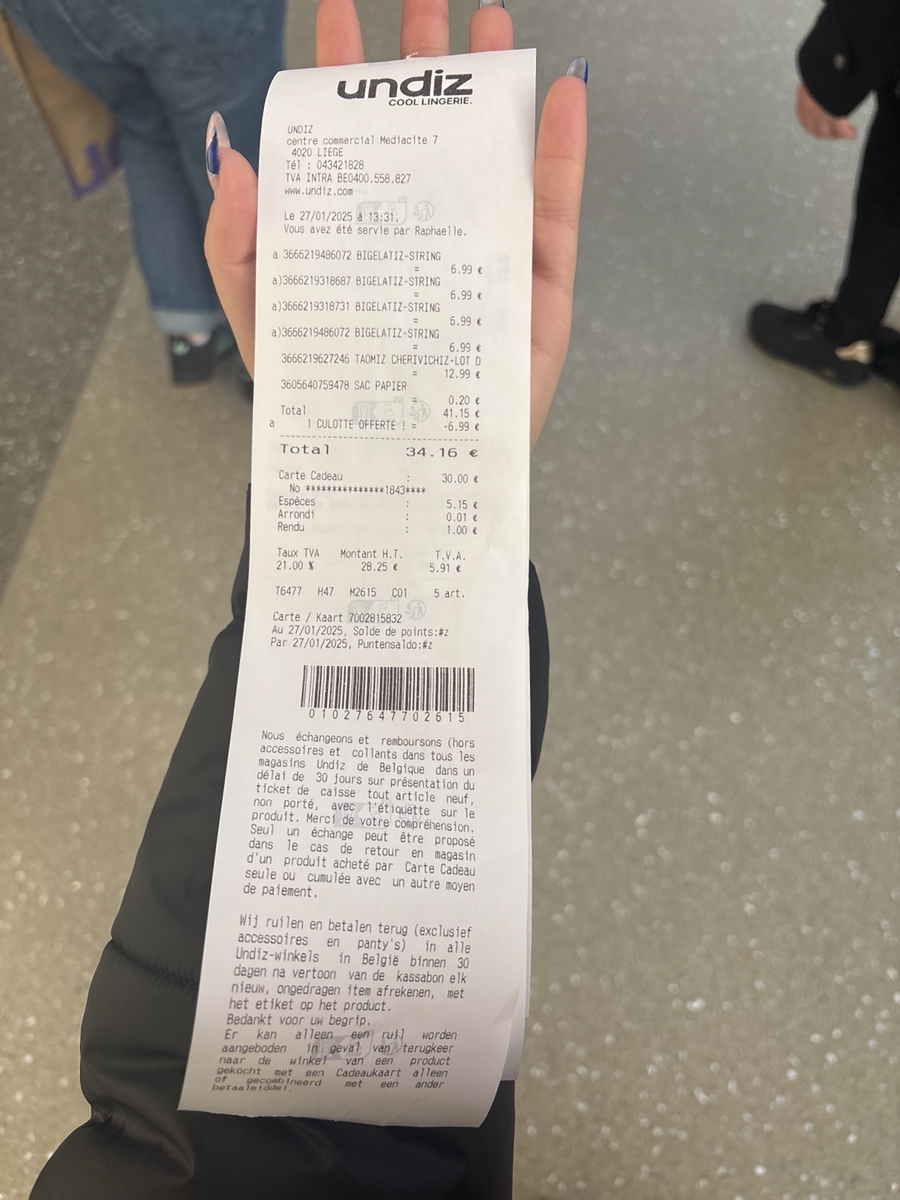 undiz
COOL LINGERIE.
UNDIZ
centre commercial Mediacite 7
4020 LIEGE
Tél : 043421828
TVA INTRA BE0400.558.827
www.undiz.com
Le 27/01/2025 à 13:31.
Vous avez été servie par Raphaelle.
a 3666219486072 BIGELATIZ-STRING
= 6.99 €
a)3666219318687 BIGELATIZ-STRING
= 6.99 €
a)3666219318731 BIGELATIZ-STRING
= 6.99 €
a)3666219486072 BIGELATIZ-STRING
= 6.99 €
3666219627246 TAOMIZ CHERIVICHIZ-LOT D
= 12.99 €
3605640759478 SAC PAPIER
= 0.20 €
Total 41.15 €
a 1 CULOTTE OFFERTE ! = -6.99 €
Total 34.16 €
Carte Cadeau : 30.00 €
No ***************1843****
Espèces : 5.15 €
Arrondi : 0.01 €
Rendu : 1.00 €
Taux TVA Montant H.T. T.V.A.
21.00 % 28.25 € 5.91 €
T6477 H47 M2615 C01 5 art.
Carte / Kaart 7002815832
Au 27/01/2025, Solde de points:#z
Par 27/01/2025, Puntensaldo:#z
01027647702615
Nous échangeons et remboursons (hors
accessoires et collants dans tous les
magasins Undiz de Belgique dans un
délai de 30 jours sur présentation du
ticket de caisse tout article neuf,
non porté, avec l'étiquette sur le
produit. Merci de votre compréhension.
Seul un échange peut être proposé
dans le cas de retour en magasin
d'un produit acheté par Carte Cadeau
seule ou cumulée avec un autre moyen
de paiement.
Wij ruilen en betalen terug (exclusief
accessoires en panty's) in alle
Undiz-winkels in België binnen 30
dagen na vertoon van de kassabon elk
nieuw, ongedragen item afrekenen, met
het etiket op het product.
Bedankt voor uw begrip.
Er kan alleen een ruil worden
aangeboden in geval van terugkeer
naar de winkel van een product
gekocht met een Cadeaukaart alleen
of gecombineerd met een ander
betaalmiddel.